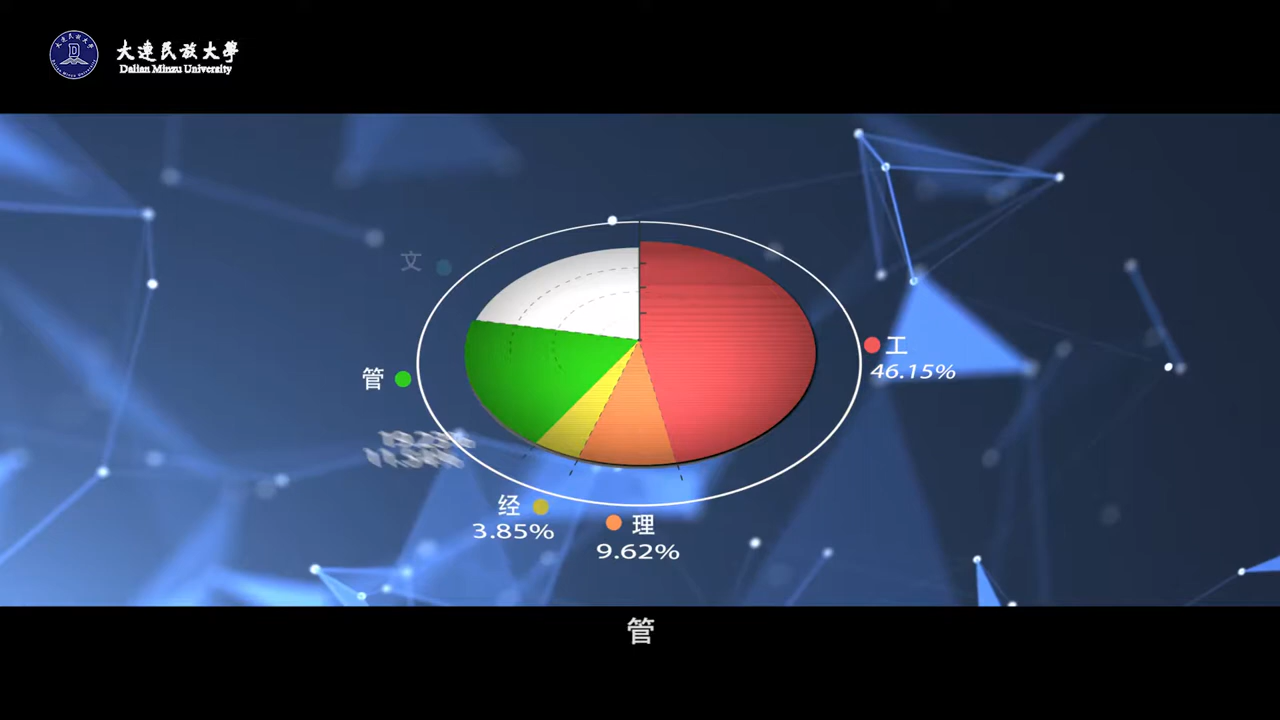 大連民族大學
Dalian Minzu University
文
工
46.15%
管
经
3.85%
理
9.62%
管